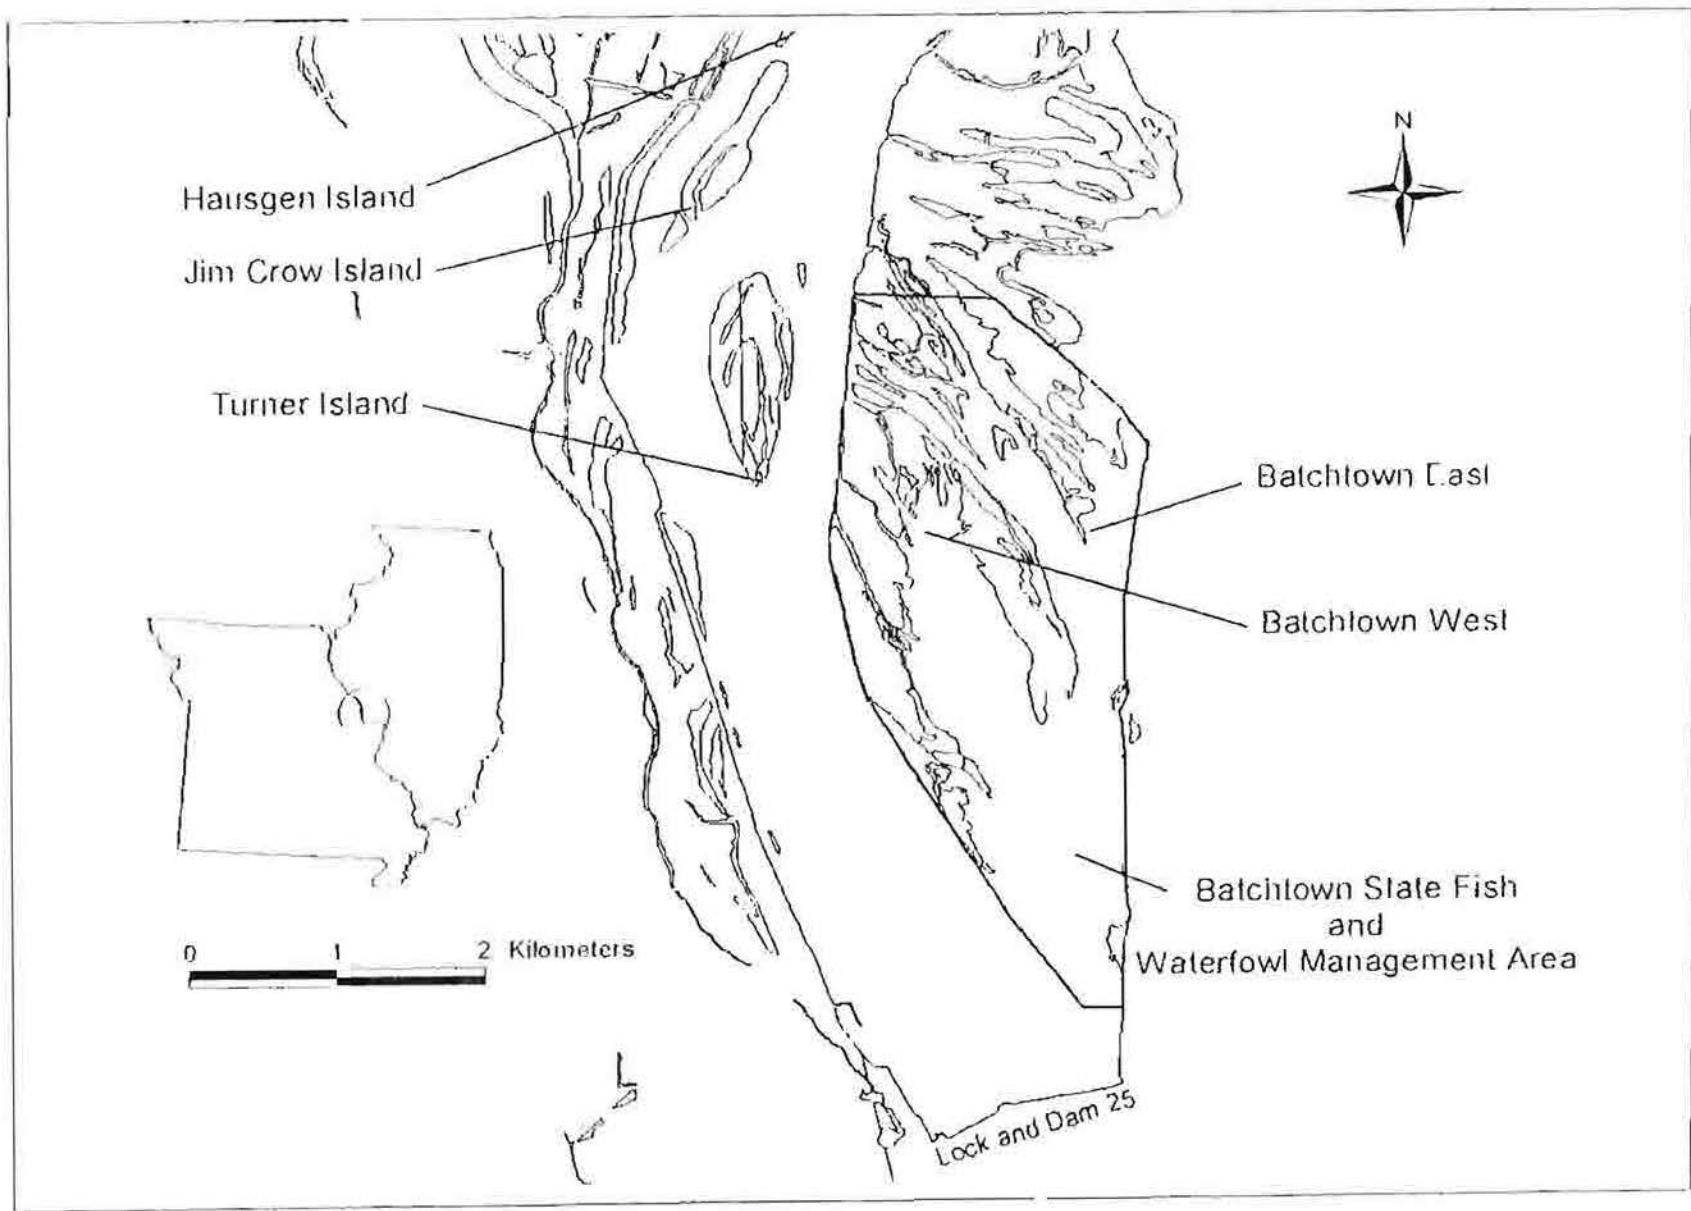 N
Hausgen Island
Jim Crow Island
Turner Island
Batchtown East
Batchtown West
Batchtown State Fish
and
Waterfowl Management Area
0 1 2 Kilometers
Lock and Dam 25